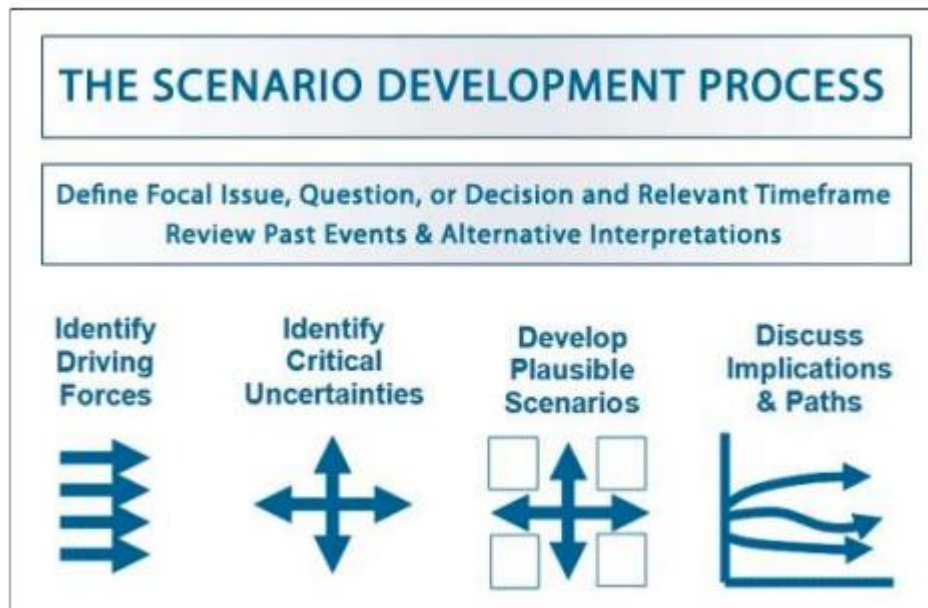 THE SCENARIO DEVELOPMENT PROCESS
Define Focal Issue, Question, or Decision and Relevant Timeframe
Review Past Events & Alternative Interpretations
Identify
Driving
Forces
Identify
Critical
Uncertainties
Develop
Plausible
Scenarios
Discuss
Implications
& Paths